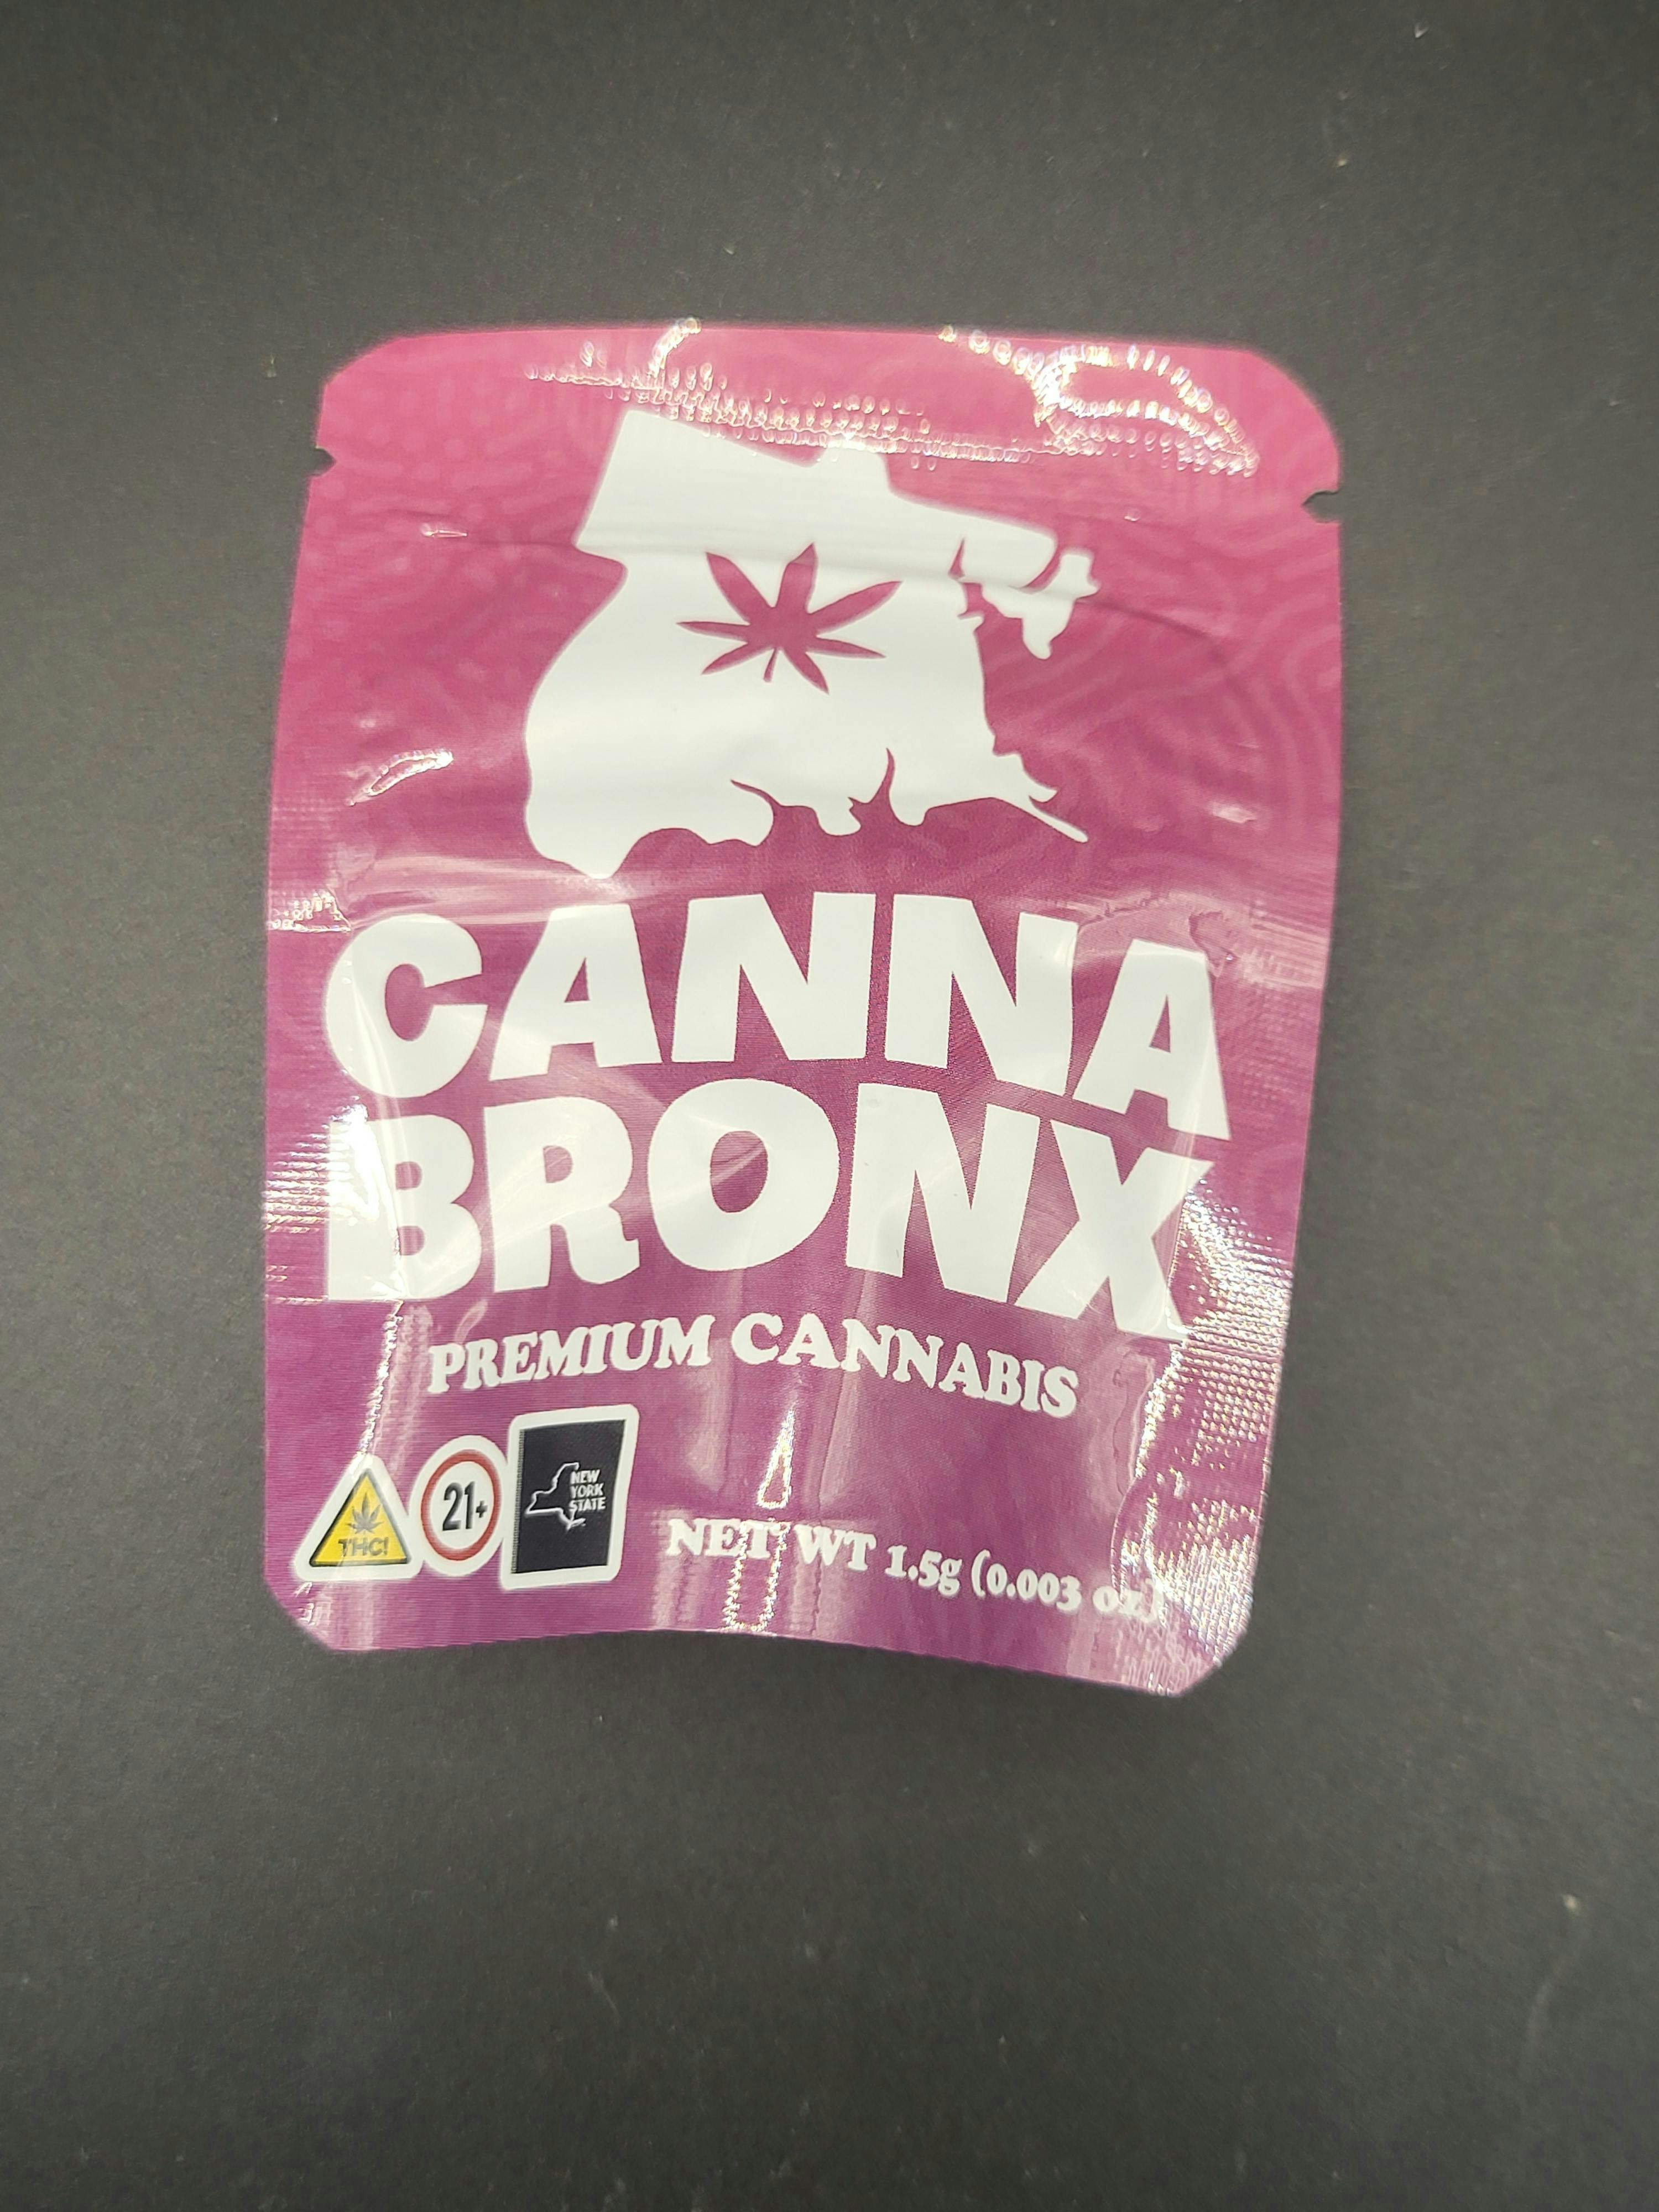 CANNA
BRONX
PREMIUM CANNABIS
THC!
21+
NEW
YORK
STATE
NET WT 1.5g (0.003 oz)